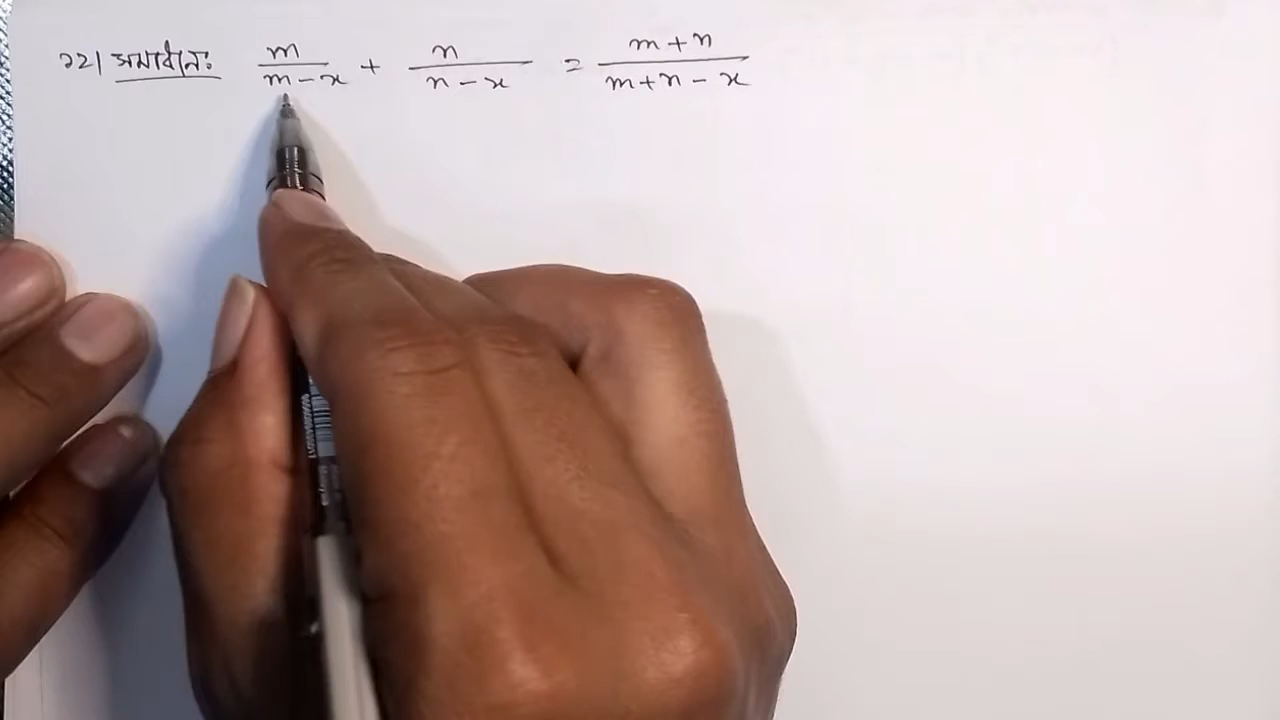 ২২। সমাধান: m/(m-x) + n/(n-x) = (m+n)/(m+n-x)